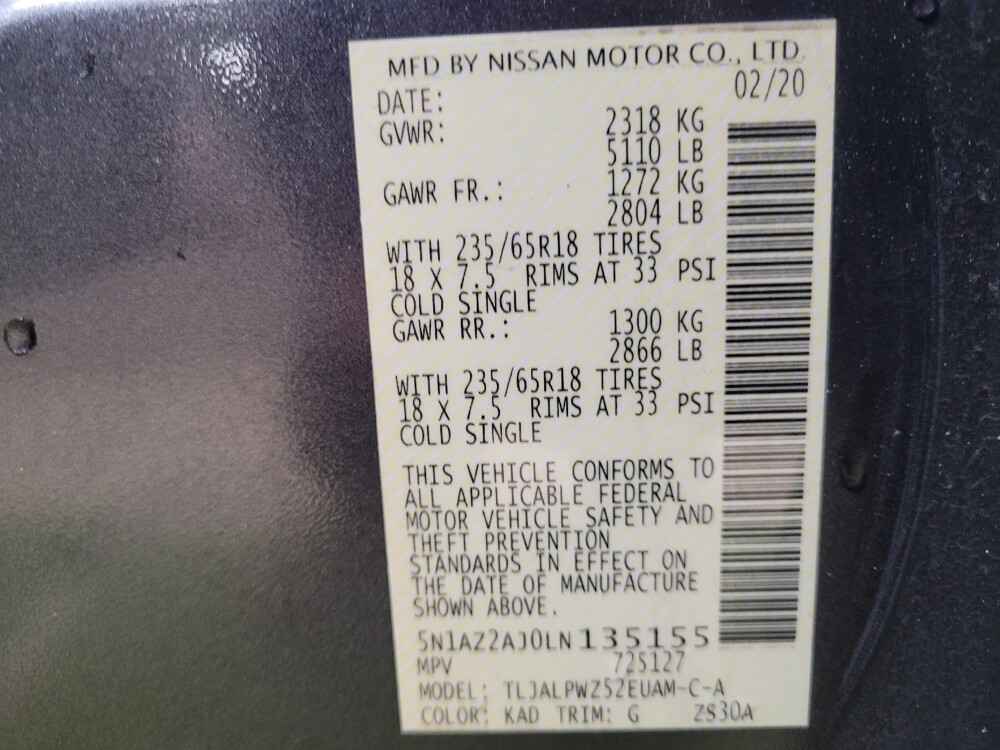 MFD BY NISSAN MOTOR CO., LTD.
DATE: 02/20
GVWR: 2318 KG
5110 LB
GAWR FR.: 1272 KG
2804 LB
WITH 235/65R18 TIRES
18 X 7.5 RIMS AT 33 PSI
COLD SINGLE
GAWR RR.: 1300 KG
2866 LB
WITH 235/65R18 TIRES
18 X 7.5 RIMS AT 33 PSI
COLD SINGLE
THIS VEHICLE CONFORMS TO
ALL APPLICABLE FEDERAL
MOTOR VEHICLE SAFETY AND
THEFT PREVENTION
STANDARDS IN EFFECT ON
THE DATE OF MANUFACTURE
SHOWN ABOVE.
5N1AZ2AJ0LN135155
MPV 725127
MODEL: TLJALPWZ52EUAM-C-A
COLOR: KAD TRIM: G ZS30A